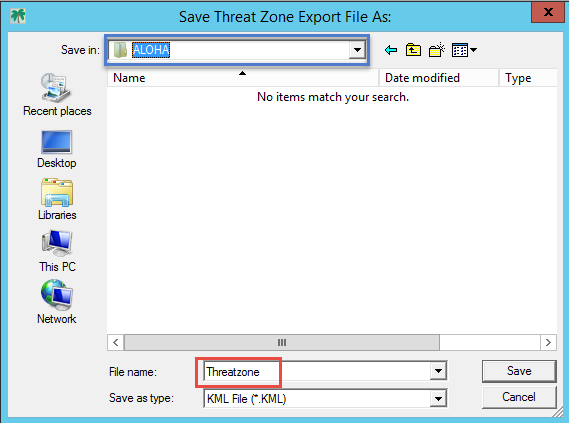 Save Threat Zone Export File As:
x
Save in: ALOHA
Name Date modified Type
No items match your search.
Recent places
Desktop
Libraries
This PC
Network
File name: Threatzone Save
Save as type: KML File (*.KML) Cancel